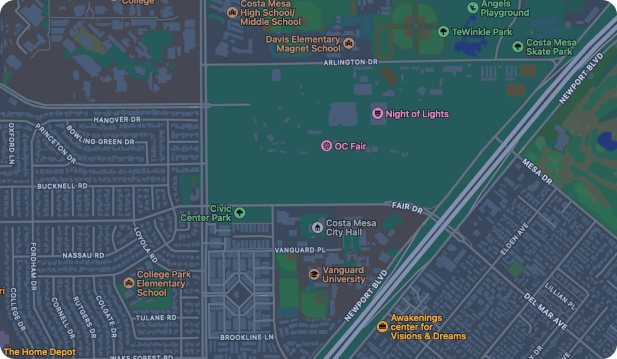 College
Costa Mesa
High School/
Middle School
Angels
Playground
TeWinkle Park
Davis Elementary
Magnet School
Costa Mesa
Skate Park
ARLINGTON DR
NEWPORT BLVD
Night of Lights
HANOVER DR
OXFORD LN
PRINCETON DR
BOWLING GREEN DR
OC Fair
MESA DR
BUCKNELL RD
Civic
Center Park
FAIR DR
Costa Mesa
City Hall
LOYOLA RD
ELDEN AVE
VANGUARD PL
NASSAU RD
FORDHAM DR
College Park
Elementary
School
Vanguard
University
NEWPORT BLVD
LILLIAN PL
DEL MAR AVE
COLLEGE DR
CORNELL DR
RUTGERS DR
COLGATE DR
TULANE RD
Awakenings
center for
Visions & Dreams
BROOKLINE LN
The Home Depot
WAKE FOREST RD